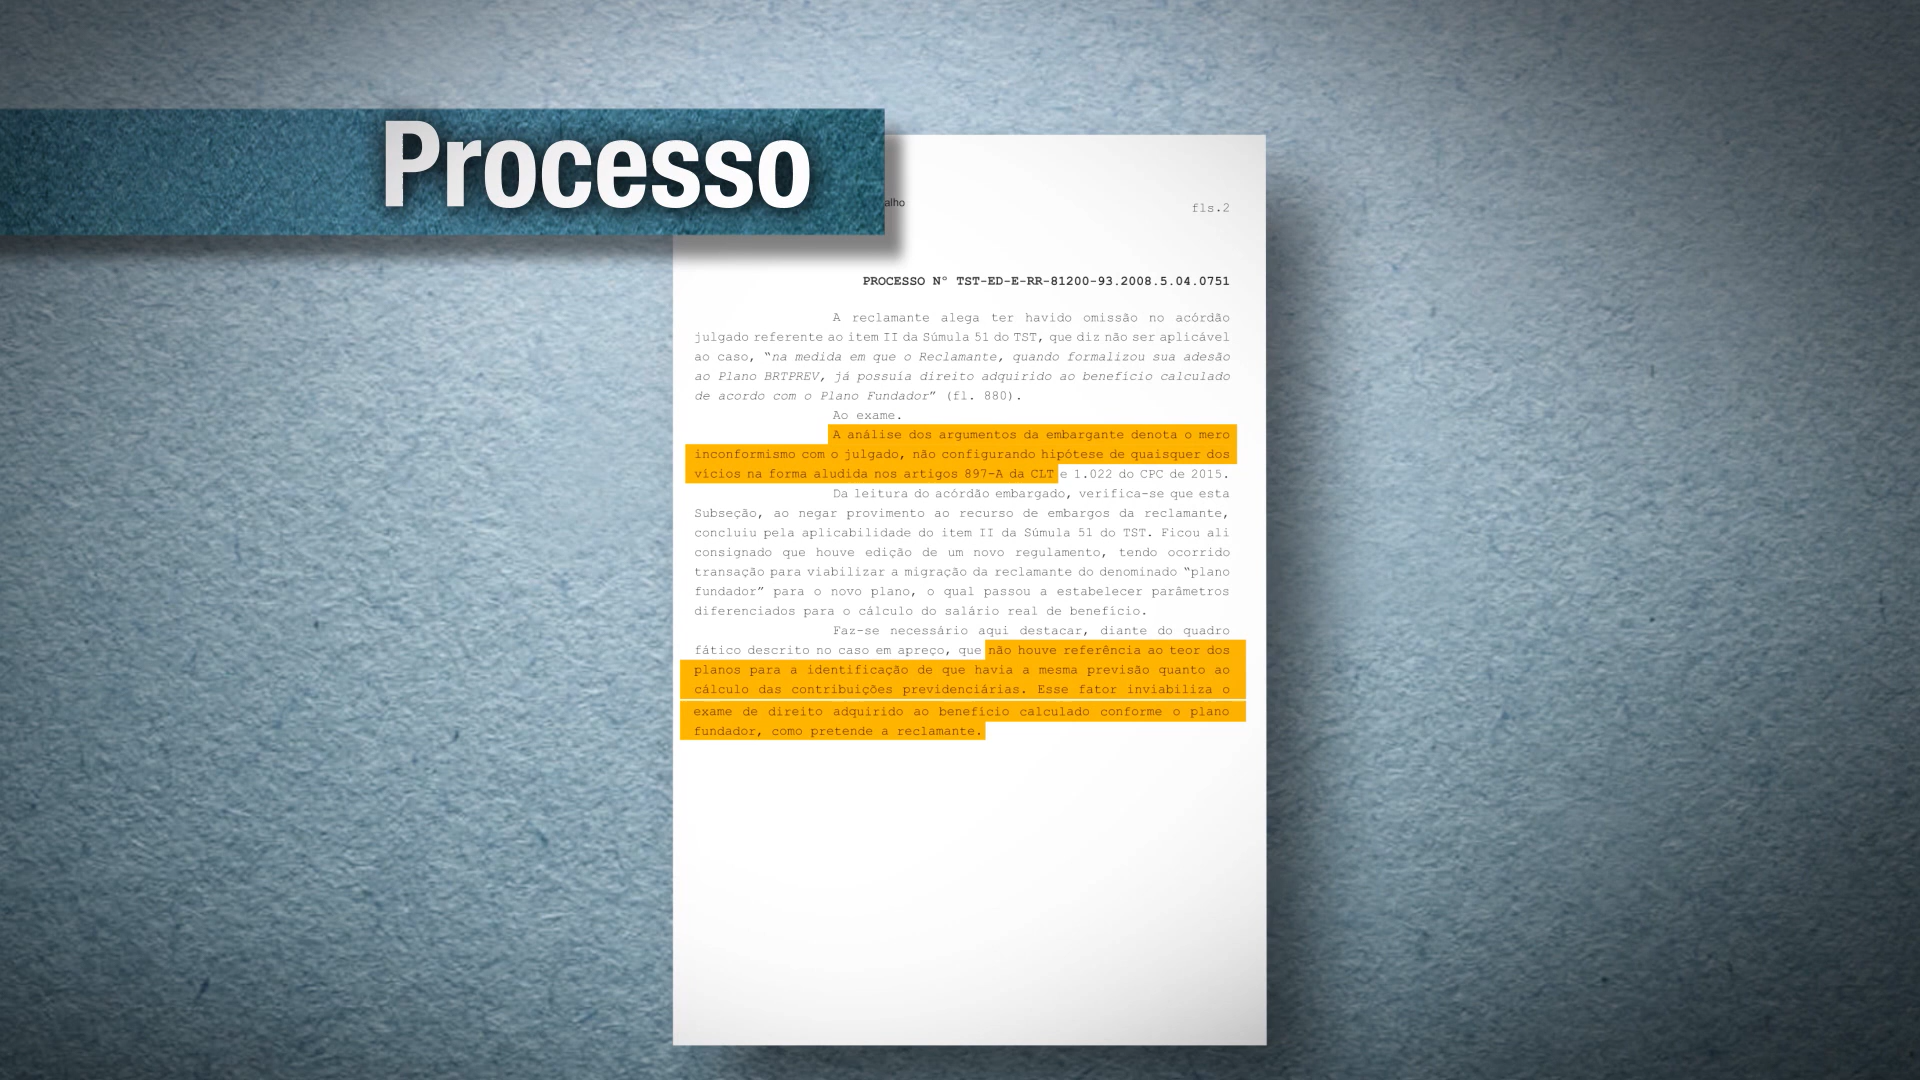 Processo
alho
fls.2
PROCESSO Nº TST-ED-E-RR-81200-93.2008.5.04.0751
A reclamante alega ter havido omissão no acórdão
julgado referente ao item II da Súmula 51 do TST, que diz não ser aplicável
ao caso, “na medida em que o Reclamante, quando formalizou sua adesão
ao Plano BRTPREV, já possuía direito adquirido ao benefício calculado
de acordo com o Plano Fundador” (fl. 880).
Ao exame.
A análise dos argumentos da embargante denota o mero
inconformismo com o julgado, não configurando hipótese de quaisquer dos
vícios na forma aludida nos artigos 897-A da CLT e 1.022 do CPC de 2015.
Da leitura do acórdão embargado, verifica-se que esta
Subseção, ao negar provimento ao recurso de embargos da reclamante,
concluiu pela aplicabilidade do item II da Súmula 51 do TST. Ficou ali
consignado que houve edição de um novo regulamento, tendo ocorrido
transação para viabilizar a migração da reclamante do denominado “plano
fundador” para o novo plano, o qual passou a estabelecer parâmetros
diferenciados para o cálculo do salário real de benefício.
Faz-se necessário aqui destacar, diante do quadro
fático descrito no caso em apreço, que não houve referência ao teor dos
planos para a identificação de que havia a mesma previsão quanto ao
cálculo das contribuições previdenciárias. Esse fator inviabiliza o
exame de direito adquirido ao benefício calculado conforme o plano
fundador, como pretende a reclamante.